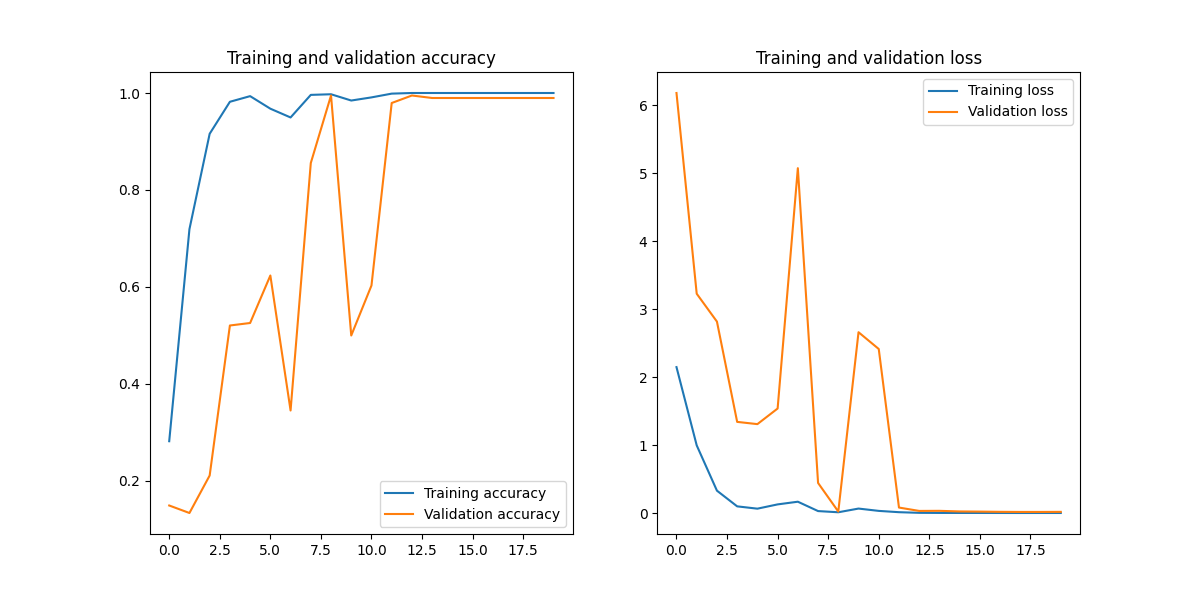 Training and validation accuracy
1.0
0.8
0.6
0.4
0.2
Training accuracy
Validation accuracy
0.0 2.5 5.0 7.5 10.0 12.5 15.0 17.5
Training and validation loss
6
5
4
3
2
1
0
Training loss
Validation loss
0.0 2.5 5.0 7.5 10.0 12.5 15.0 17.5